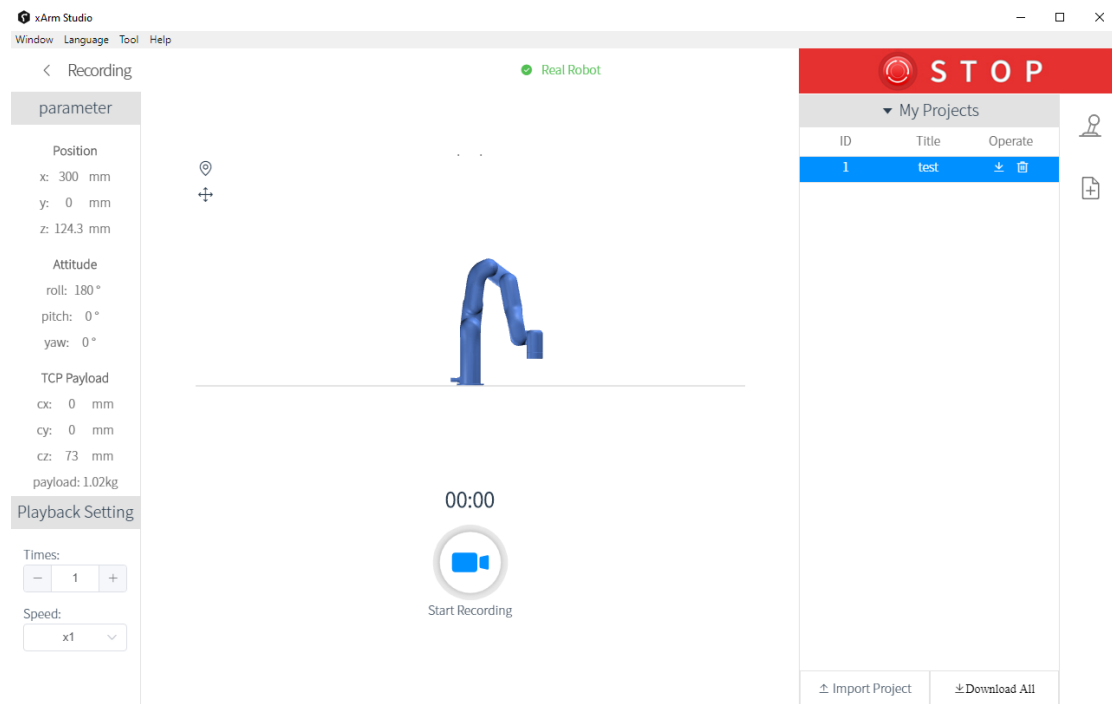 xArm Studio
Window Language Tool Help
Recording
Real Robot
STOP
parameter
Position
x: 300 mm
y: 0 mm
z: 124.3 mm
Attitude
roll: 180 °
pitch: 0 °
yaw: 0 °
TCP Payload
cx: 0 mm
cy: 0 mm
cz: 73 mm
payload: 1.02kg
Playback Setting
Times:
− 1 +
Speed:
x1
00:00
Start Recording
My Projects
ID Title Operate
1 test
Import Project Download All